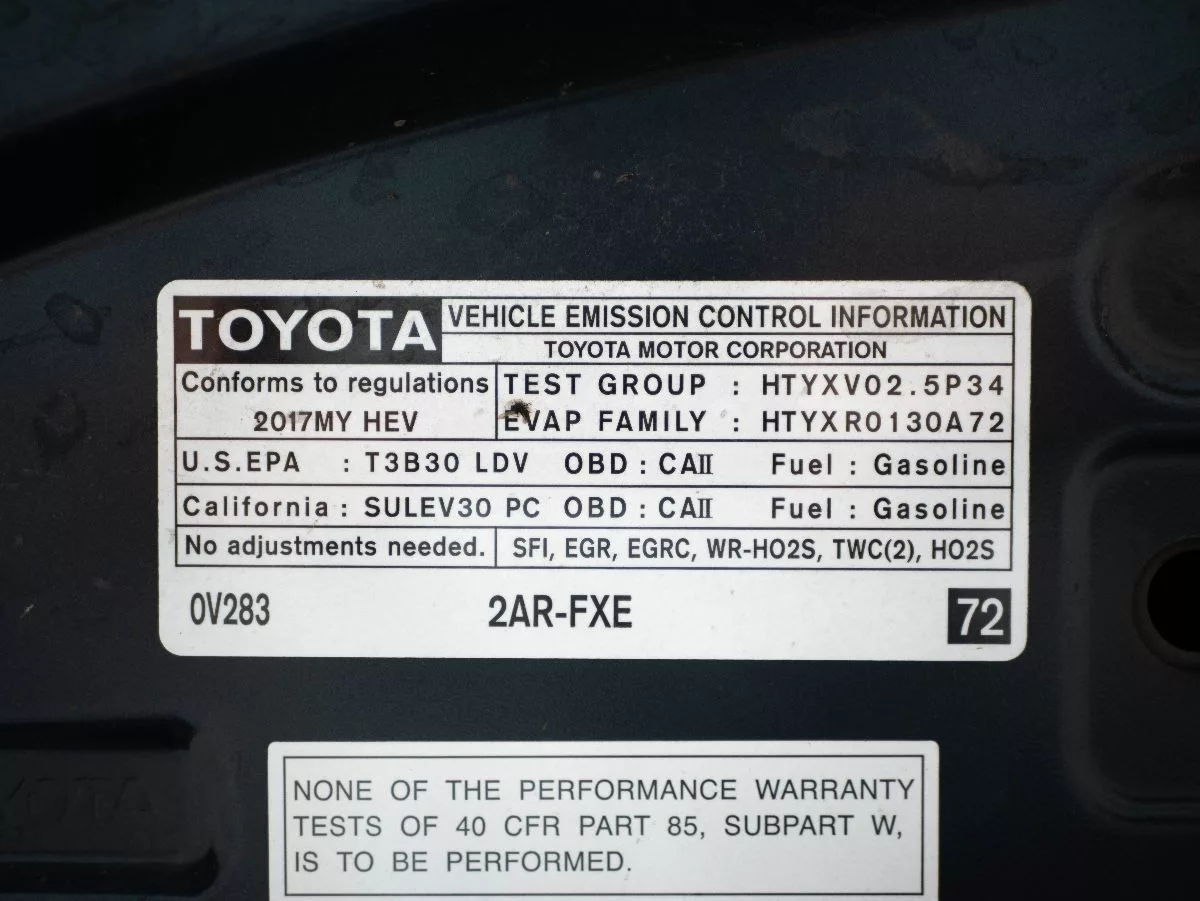 TOYOTA
VEHICLE EMISSION CONTROL INFORMATION
TOYOTA MOTOR CORPORATION
Conforms to regulations
2017MY HEV
TEST GROUP : HTYXV02.5P34
EVAP FAMILY : HTYXR0130A72
U.S.EPA : T3B30 LDV OBD : CAII Fuel : Gasoline
California : SULEV30 PC OBD : CAII Fuel : Gasoline
No adjustments needed.
SFI, EGR, EGRC, WR-HO2S, TWC(2), HO2S
0V283 2AR-FXE 72
NONE OF THE PERFORMANCE WARRANTY
TESTS OF 40 CFR PART 85, SUBPART W,
IS TO BE PERFORMED.